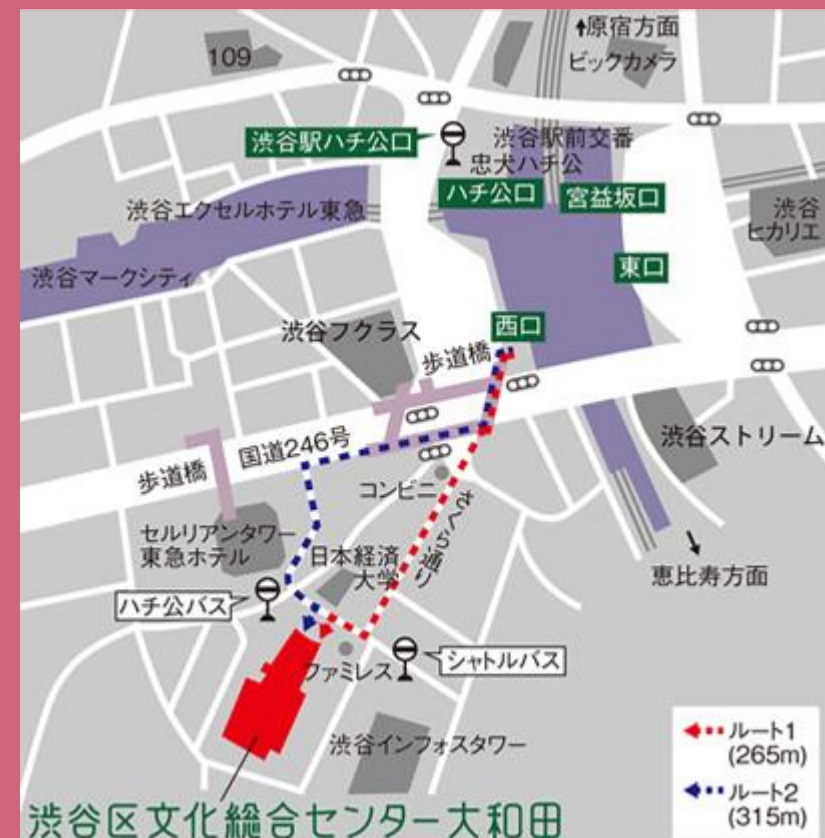 ↑原宿方面
109
ビックカメラ
渋谷駅ハチ公口
渋谷駅前交番
忠犬ハチ公
ハチ公口
宮益坂口
渋谷エクセルホテル東急
渋谷
ヒカリエ
渋谷マークシティ
東口
西口
渋谷フクラス
歩道橋
国道246号
渋谷ストリーム
歩道橋
コンビニ
さくら通り
セルリアンタワー
東急ホテル
日本経済
大学
恵比寿方面
ハチ公バス
シャトルバス
ファミレス
渋谷インフォスタワー
ルート1
(265m)
ルート2
(315m)
渋谷区文化総合センター大和田